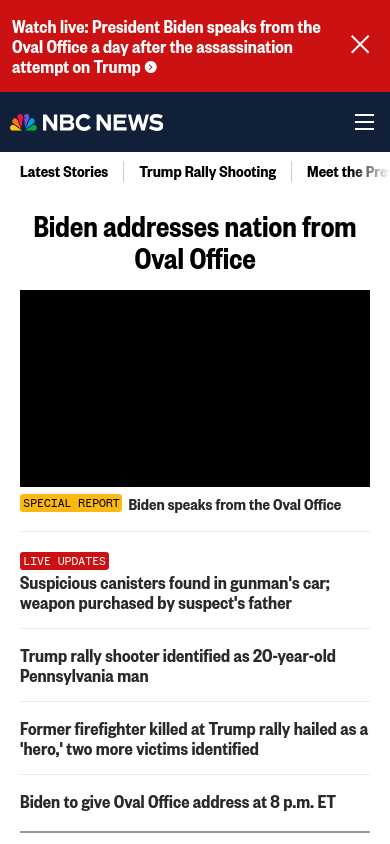 Watch live: President Biden speaks from the
Oval Office a day after the assassination
attempt on Trump
NBC NEWS
Latest Stories
Trump Rally Shooting
Meet the Pre
Biden addresses nation from
Oval Office
SPECIAL REPORT Biden speaks from the Oval Office
LIVE UPDATES
Suspicious canisters found in gunman's car;
weapon purchased by suspect's father
Trump rally shooter identified as 20-year-old
Pennsylvania man
Former firefighter killed at Trump rally hailed as a
'hero,' two more victims identified
Biden to give Oval Office address at 8 p.m. ET